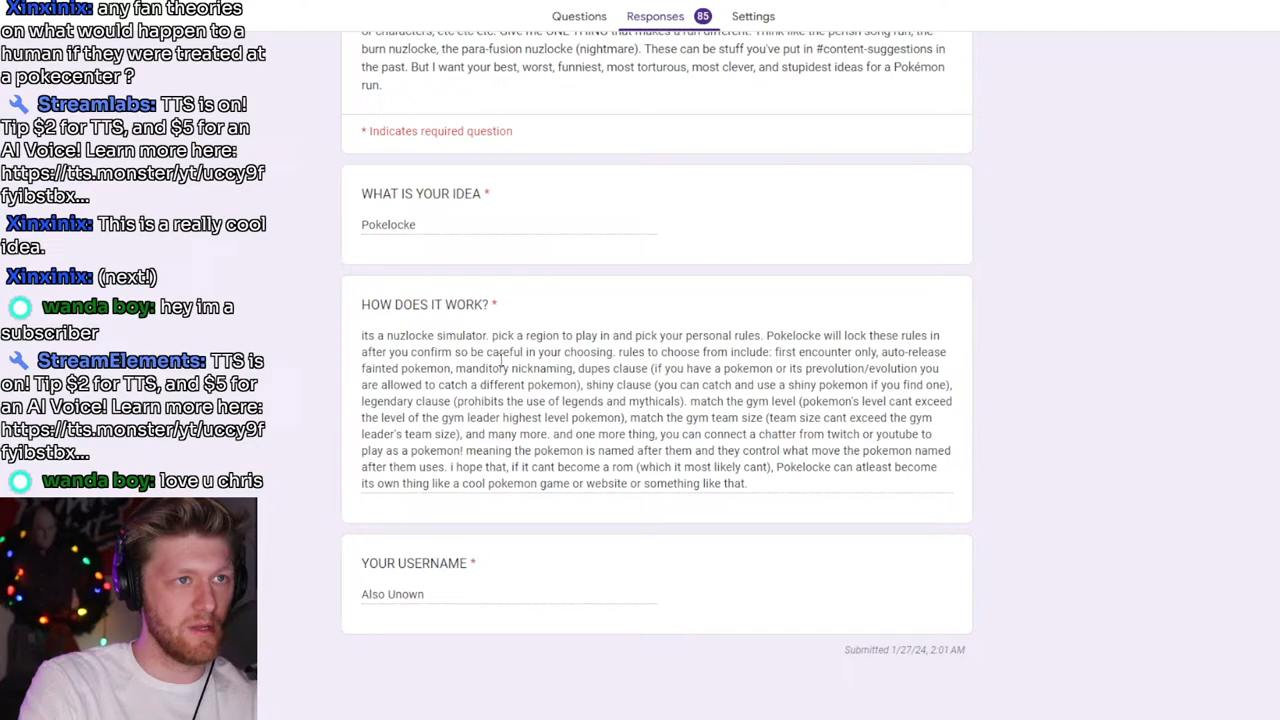 Xinxinix: any fan theories
on what would happen to a
human if they were treated at
a pokecenter ?
Streamlabs: TTS is on!
Tip $2 for TTS, and $5 for an
AI Voice! Learn more here:
https://tts.monster/yt/uccy9f
fyibstbx...
Xinxinix: This is a really cool
idea.
Xinxinix: (next!)
wanda boy: hey im a
subscriber
StreamElements: TTS is
on! Tip $2 for TTS, and $5 for
an AI Voice! Learn more here:
https://tts.monster/yt/uccy9f
fyibstbx...
wanda boy: love u chris
Questions Responses 85 Settings
of characters, etc etc etc. Give me ONE THING that makes a run different. Think like the perish song run, the
burn nuzlocke, the para-fusion nuzlocke (nightmare). These can be stuff you've put in #content-suggestions in
the past. But I want your best, worst, funniest, most torturous, most clever, and stupidest ideas for a Pokémon
run.
* Indicates required question
WHAT IS YOUR IDEA *
Pokelocke
HOW DOES IT WORK? *
its a nuzlocke simulator. pick a region to play in and pick your personal rules. Pokelocke will lock these rules in
after you confirm so be careful in your choosing. rules to choose from include: first encounter only, auto-release
fainted pokemon, manditory nicknaming, dupes clause (if you have a pokemon or its prevolution/evolution you
are allowed to catch a different pokemon), shiny clause (you can catch and use a shiny pokemon if you find one),
legendary clause (prohibits the use of legends and mythicals). match the gym level (pokemon's level cant exceed
the level of the gym leader highest level pokemon), match the gym team size (team size cant exceed the gym
leader's team size), and many more. and one more thing, you can connect a chatter from twitch or youtube to
play as a pokemon! meaning the pokemon is named after them and they control what move the pokemon named
after them uses. i hope that, if it cant become a rom (which it most likely cant), Pokelocke can atleast become
its own thing like a cool pokemon game or website or something like that.
YOUR USERNAME *
Also Unown
Submitted 1/27/24, 2:01 AM